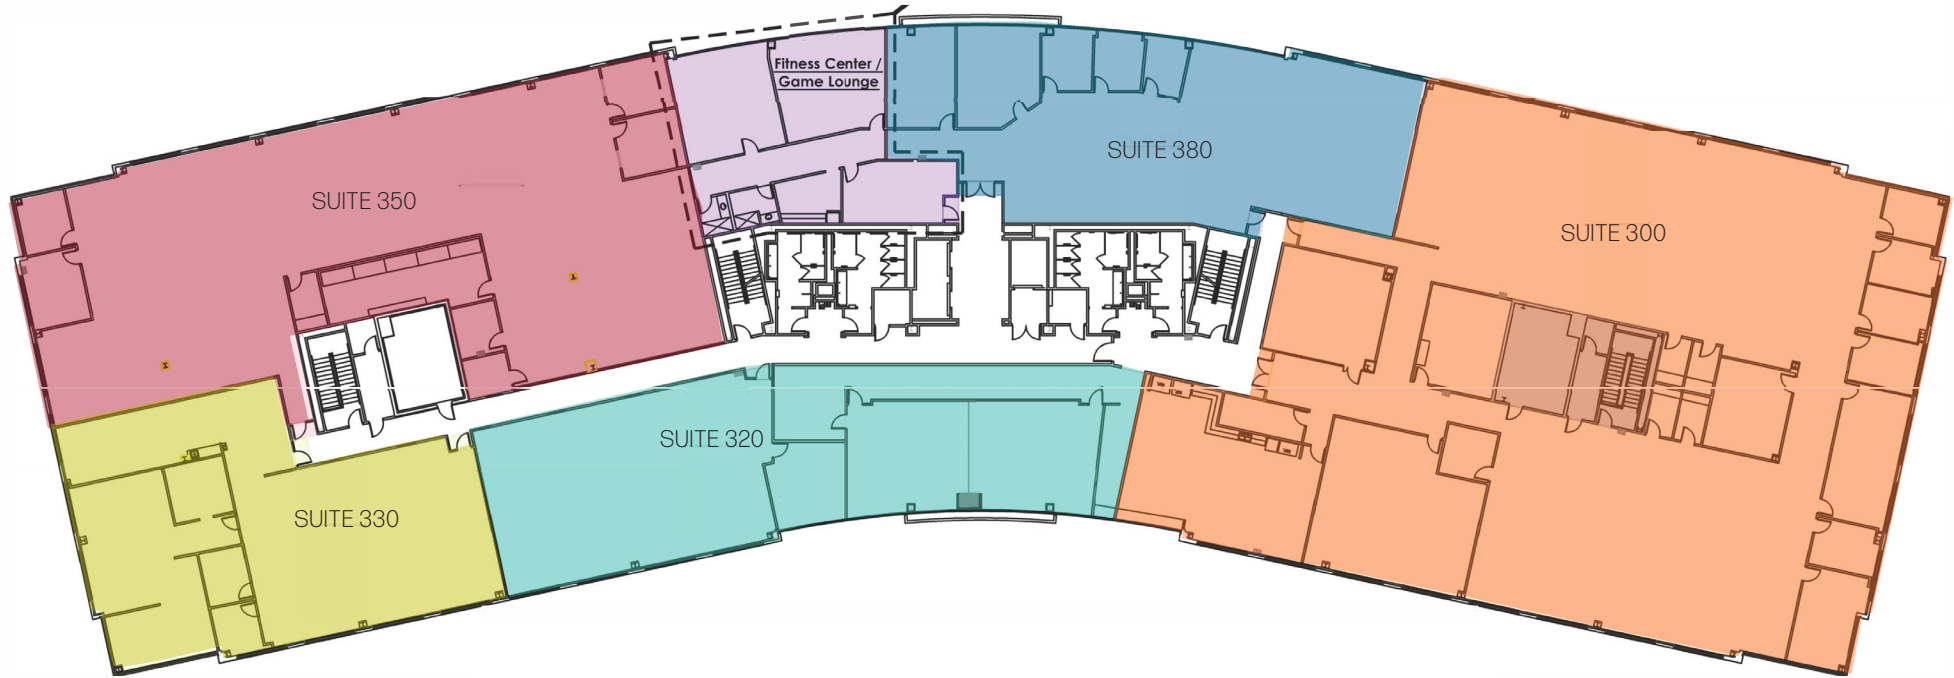 Fitness Center /
Game Lounge
SUITE 380
SUITE 350
SUITE 300
SUITE 320
SUITE 330